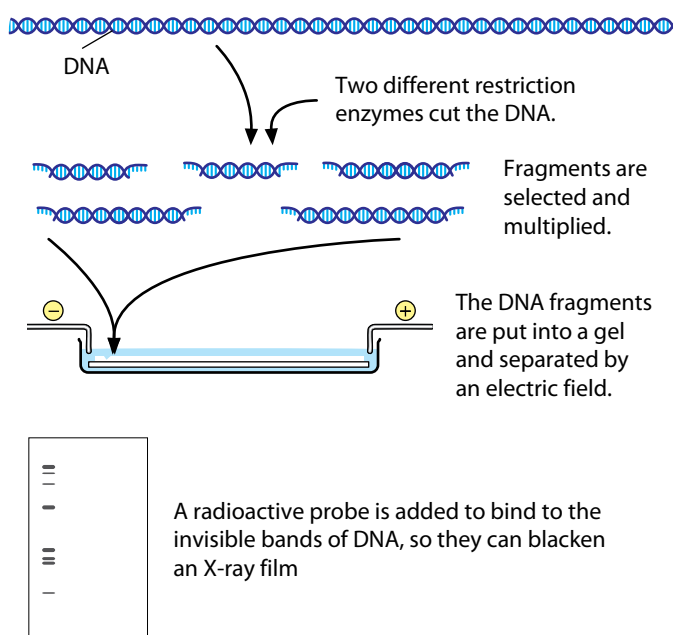 DNA
Two different restriction
enzymes cut the DNA.
Fragments are
selected and
multiplied.
−
+
The DNA fragments
are put into a gel
and separated by
an electric field.
A radioactive probe is added to bind to the
invisible bands of DNA, so they can blacken
an X-ray film